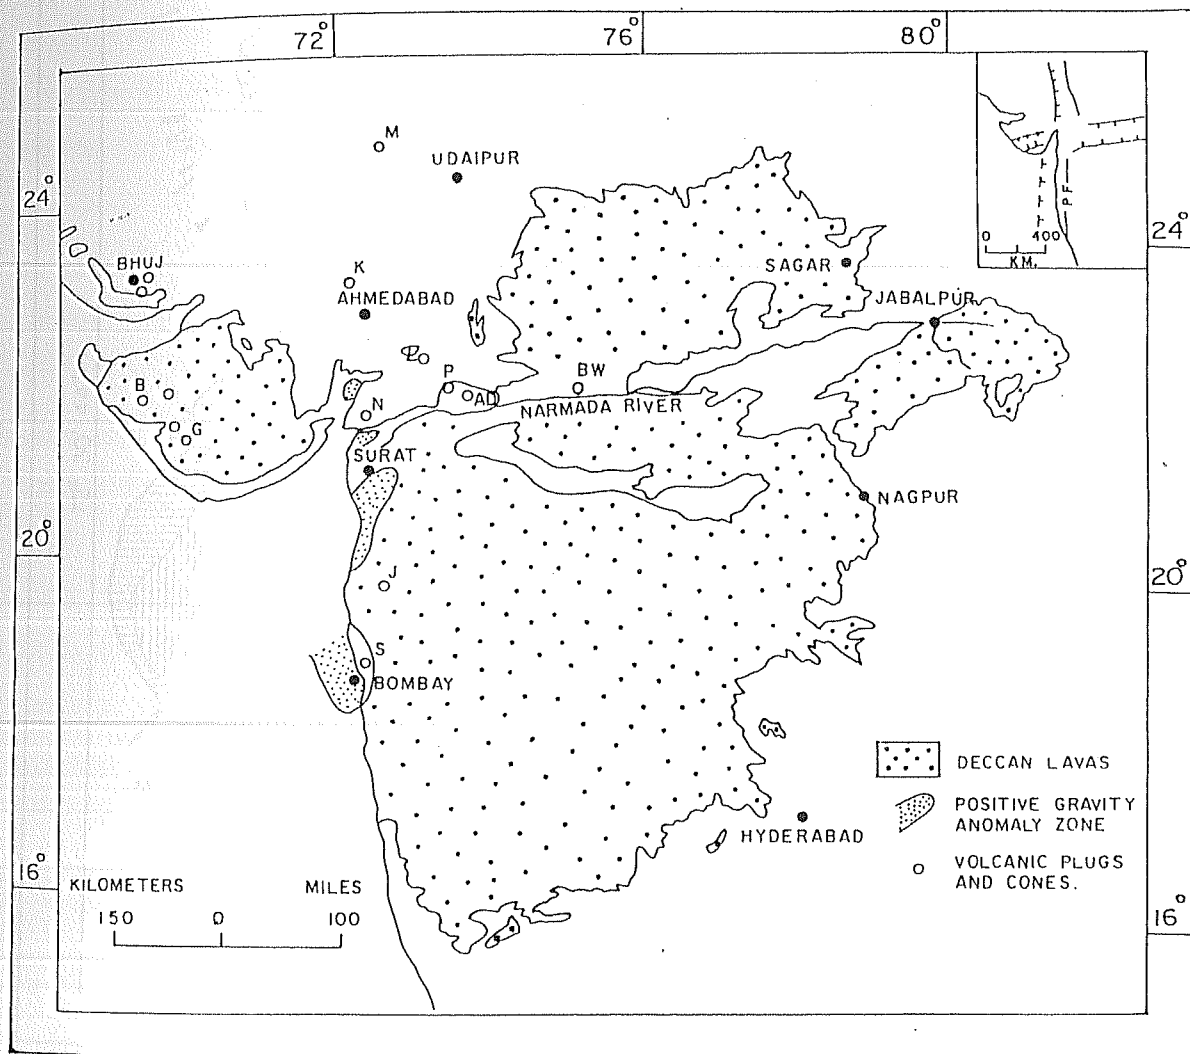 72°
76°
80°
M
UDAIPUR
24°
24°
0
400
KM.
P F
BHUJ
K
SAGAR
AHMEDABAD
JABALPUR
P
BW
B
AD
N
NARMADA RIVER
G
SURAT
NAGPUR
20°
20°
J
S
BOMBAY
DECCAN LAVAS
POSITIVE GRAVITY
ANOMALY ZONE
HYDERABAD
VOLCANIC PLUGS
AND CONES.
16°
16°
KILOMETERS
MILES
150
0
100